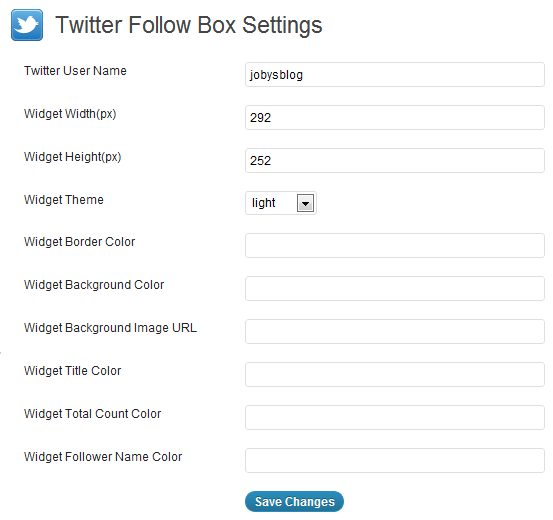 Twitter Follow Box Settings
Twitter User Name jobysblog
Widget Width(px) 292
Widget Height(px) 252
Widget Theme light
Widget Border Color
Widget Background Color
Widget Background Image URL
Widget Title Color
Widget Total Count Color
Widget Follower Name Color
Save Changes